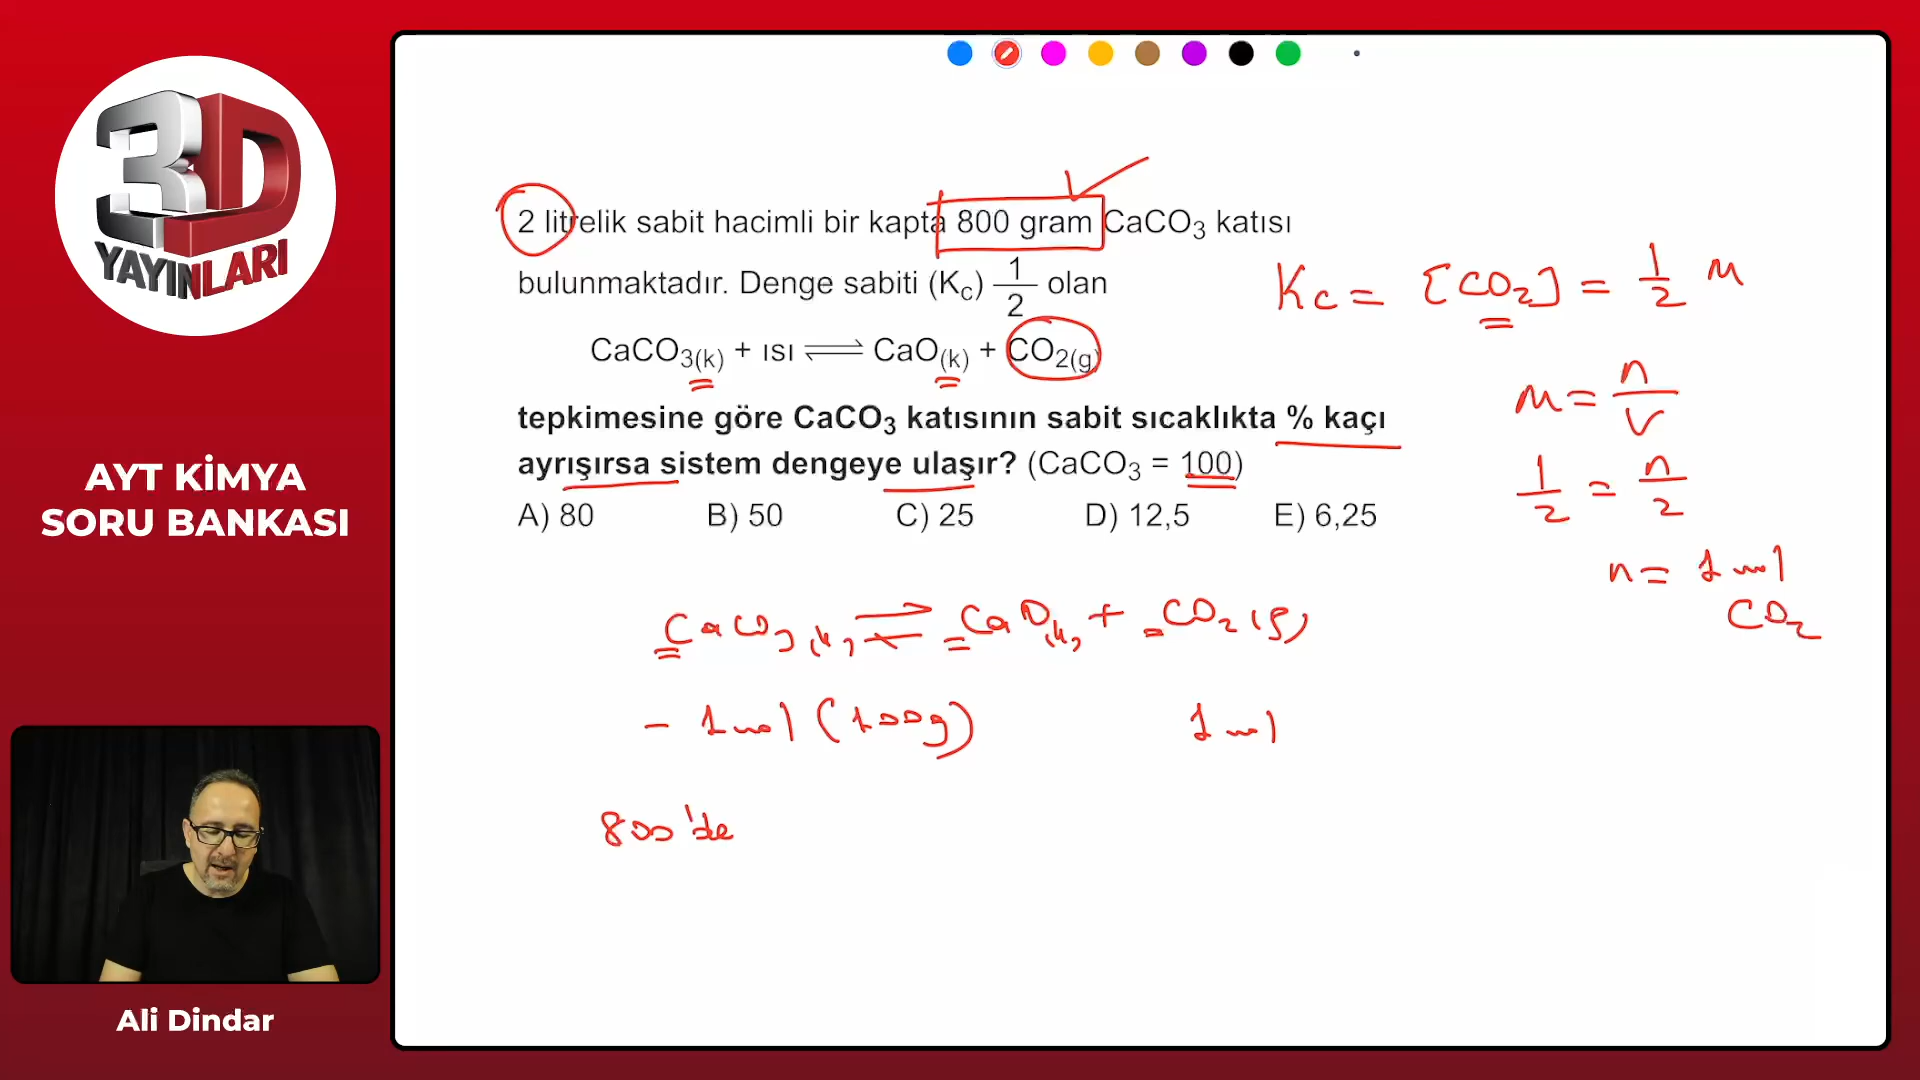 3D
YAYINLARI
AYT KİMYA
SORU BANKASI
Ali Dindar
2 litrelik sabit hacimli bir kapta 800 gram CaCO₃ katısı
bulunmaktadır. Denge sabiti (K꜀) 1/2 olan
CaCO₃(k) + ısı ⇌ CaO(k) + CO₂(g)
tepkimesine göre CaCO₃ katısının sabit sıcaklıkta % kaçı
ayrışırsa sistem dengeye ulaşır? (CaCO₃ = 100)
A) 80 B) 50 C) 25 D) 12,5 E) 6,25
Kc = [CO₂] = 1/2 M
M = n/V
1/2 = n/2
n = 1 mol
CO₂
CaCO₃(k) ⇌ CaO(k) + CO₂(g)
- 1 mol (100g) 1 mol
800'de